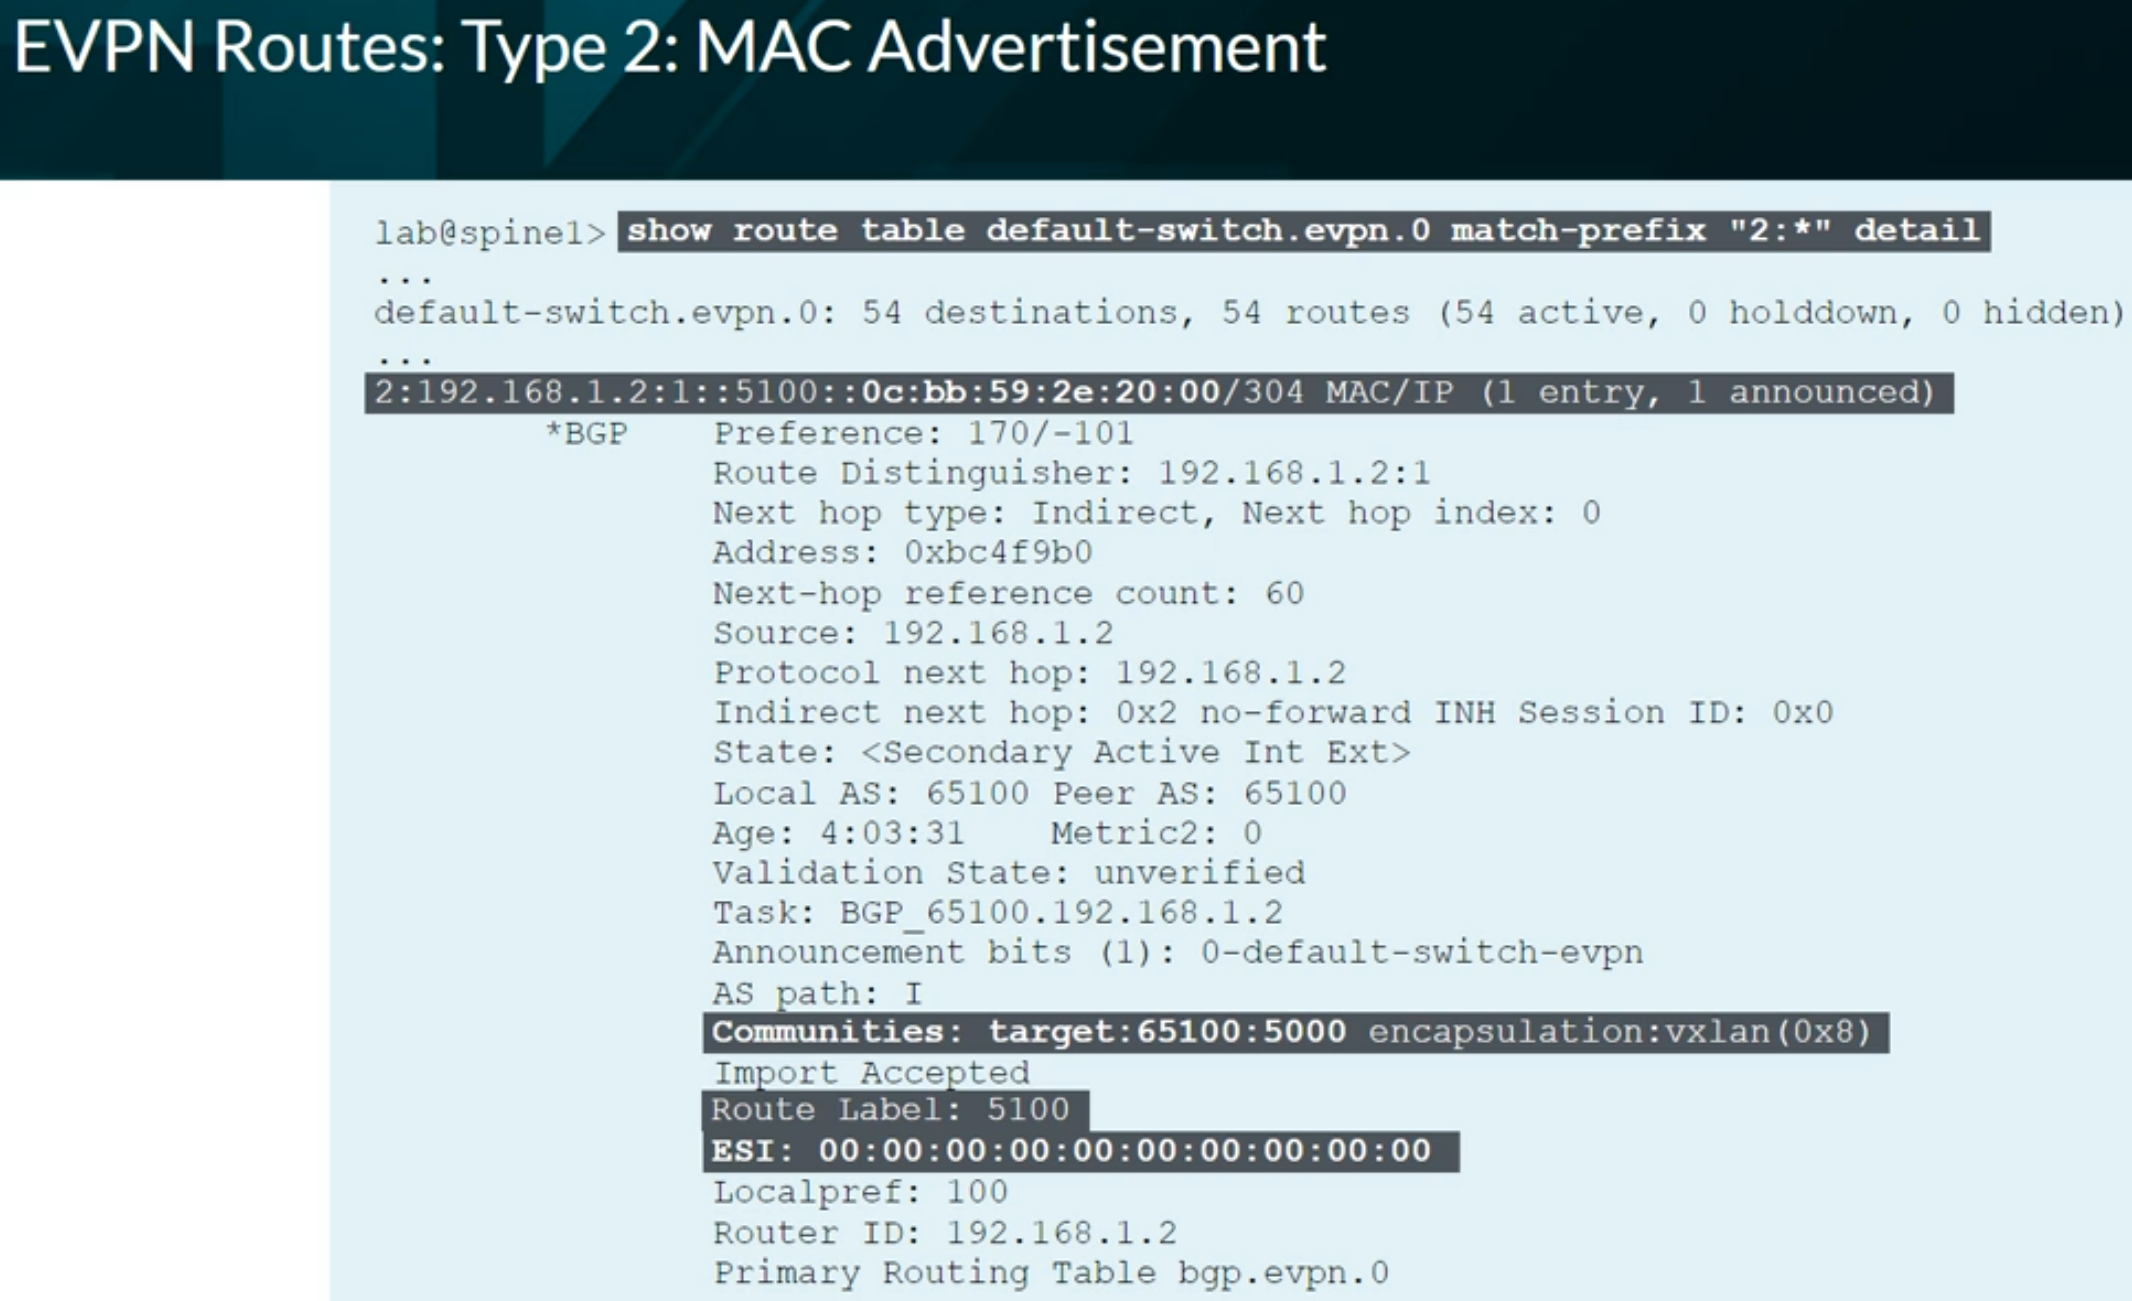 EVPN Routes: Type 2: MAC Advertisement
lab@spine1> show route table default-switch.evpn.0 match-prefix "2:*" detail
...
default-switch.evpn.0: 54 destinations, 54 routes (54 active, 0 holddown, 0 hidden)
...
2:192.168.1.2:1::5100::0c:bb:59:2e:20:00/304 MAC/IP (1 entry, 1 announced)
*BGP Preference: 170/-101
Route Distinguisher: 192.168.1.2:1
Next hop type: Indirect, Next hop index: 0
Address: 0xbc4f9b0
Next-hop reference count: 60
Source: 192.168.1.2
Protocol next hop: 192.168.1.2
Indirect next hop: 0x2 no-forward INH Session ID: 0x0
State: <Secondary Active Int Ext>
Local AS: 65100 Peer AS: 65100
Age: 4:03:31 Metric2: 0
Validation State: unverified
Task: BGP_65100.192.168.1.2
Announcement bits (1): 0-default-switch-evpn
AS path: I
Communities: target:65100:5000 encapsulation:vxlan(0x8)
Import Accepted
Route Label: 5100
ESI: 00:00:00:00:00:00:00:00:00:00
Localpref: 100
Router ID: 192.168.1.2
Primary Routing Table bgp.evpn.0